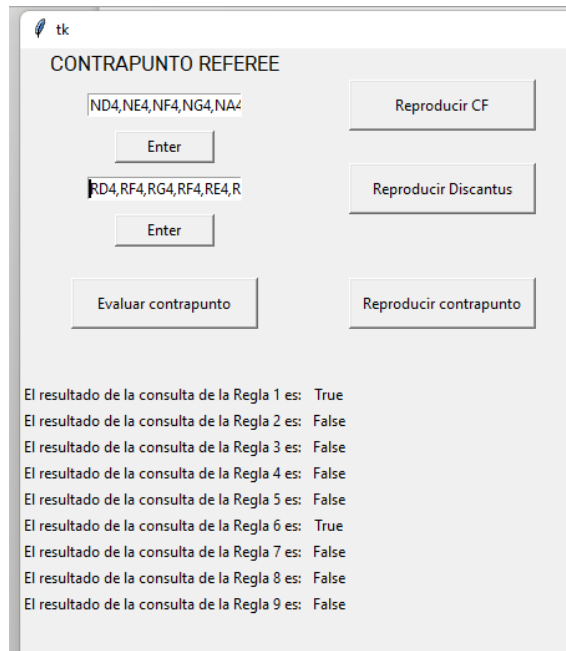 tk
CONTRAPUNTO REFEREE
ND4,NE4,NF4,NG4,NA4
Reproducir CF
Enter
RD4,RF4,RG4,RF4,RE4,R
Reproducir Discantus
Enter
Evaluar contrapunto
Reproducir contrapunto
El resultado de la consulta de la Regla 1 es: True
El resultado de la consulta de la Regla 2 es: False
El resultado de la consulta de la Regla 3 es: False
El resultado de la consulta de la Regla 4 es: False
El resultado de la consulta de la Regla 5 es: False
El resultado de la consulta de la Regla 6 es: True
El resultado de la consulta de la Regla 7 es: False
El resultado de la consulta de la Regla 8 es: False
El resultado de la consulta de la Regla 9 es: False